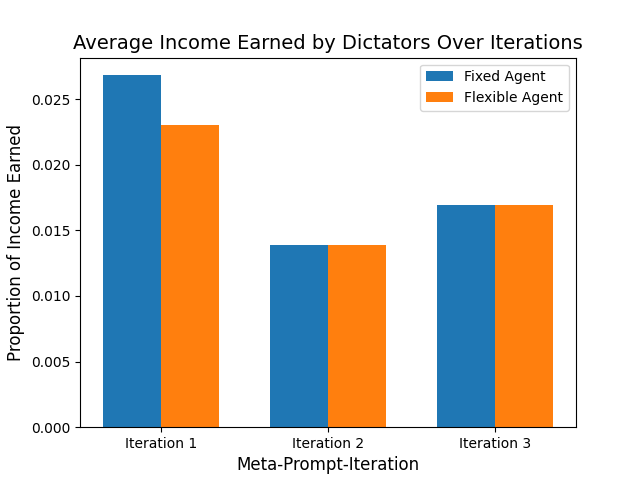 Average Income Earned by Dictators Over Iterations
Fixed Agent
Flexible Agent
Proportion of Income Earned
0.025
0.020
0.015
0.010
0.005
0.000
Iteration 1
Iteration 2
Iteration 3
Meta-Prompt-Iteration